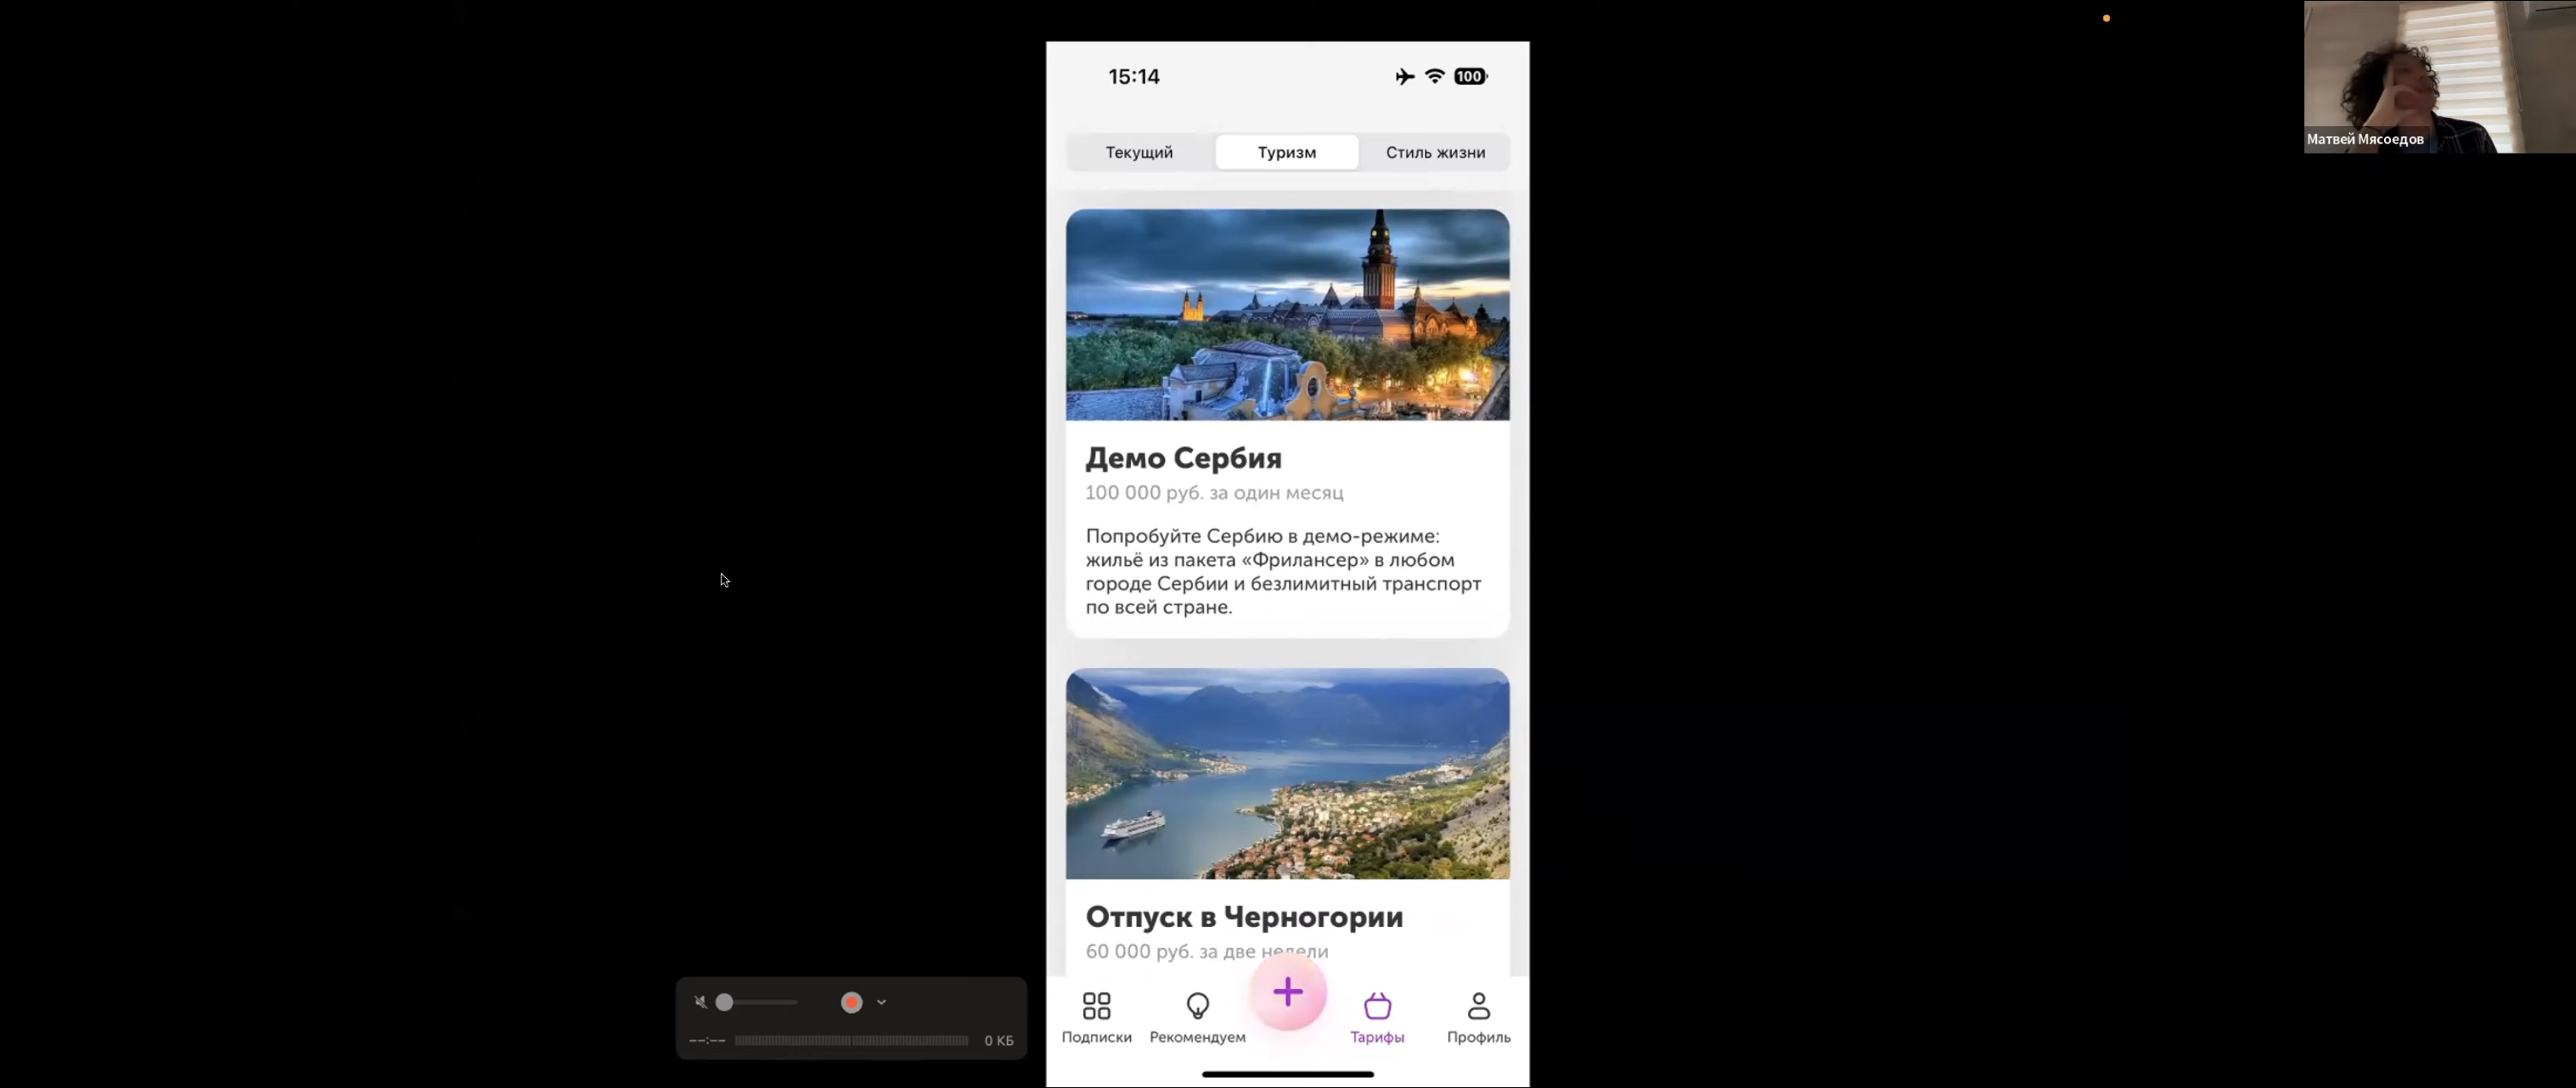 15:14
100
Текущий
Туризм
Стиль жизни
Матвей Мясоедов
Демо Сербия
100 000 руб. за один месяц
Попробуйте Сербию в демо-режиме:
жильё из пакета «Фрилансер» в любом
городе Сербии и безлимитный транспорт
по всей стране.
Отпуск в Черногории
60 000 руб. за две недели
Подписки
Рекомендуем
Тарифы
Профиль
--:--
0 КБ